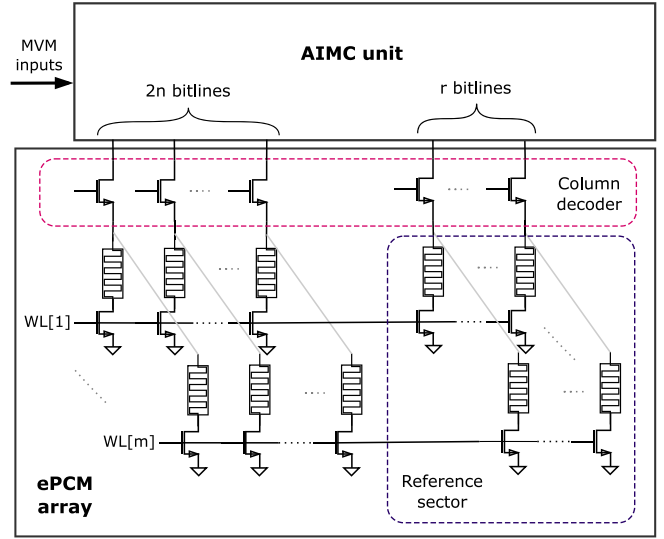 MVM
inputs
AIMC unit
2n bitlines
r bitlines
Column
decoder
WL[1]
WL[m]
ePCM
array
Reference
sector